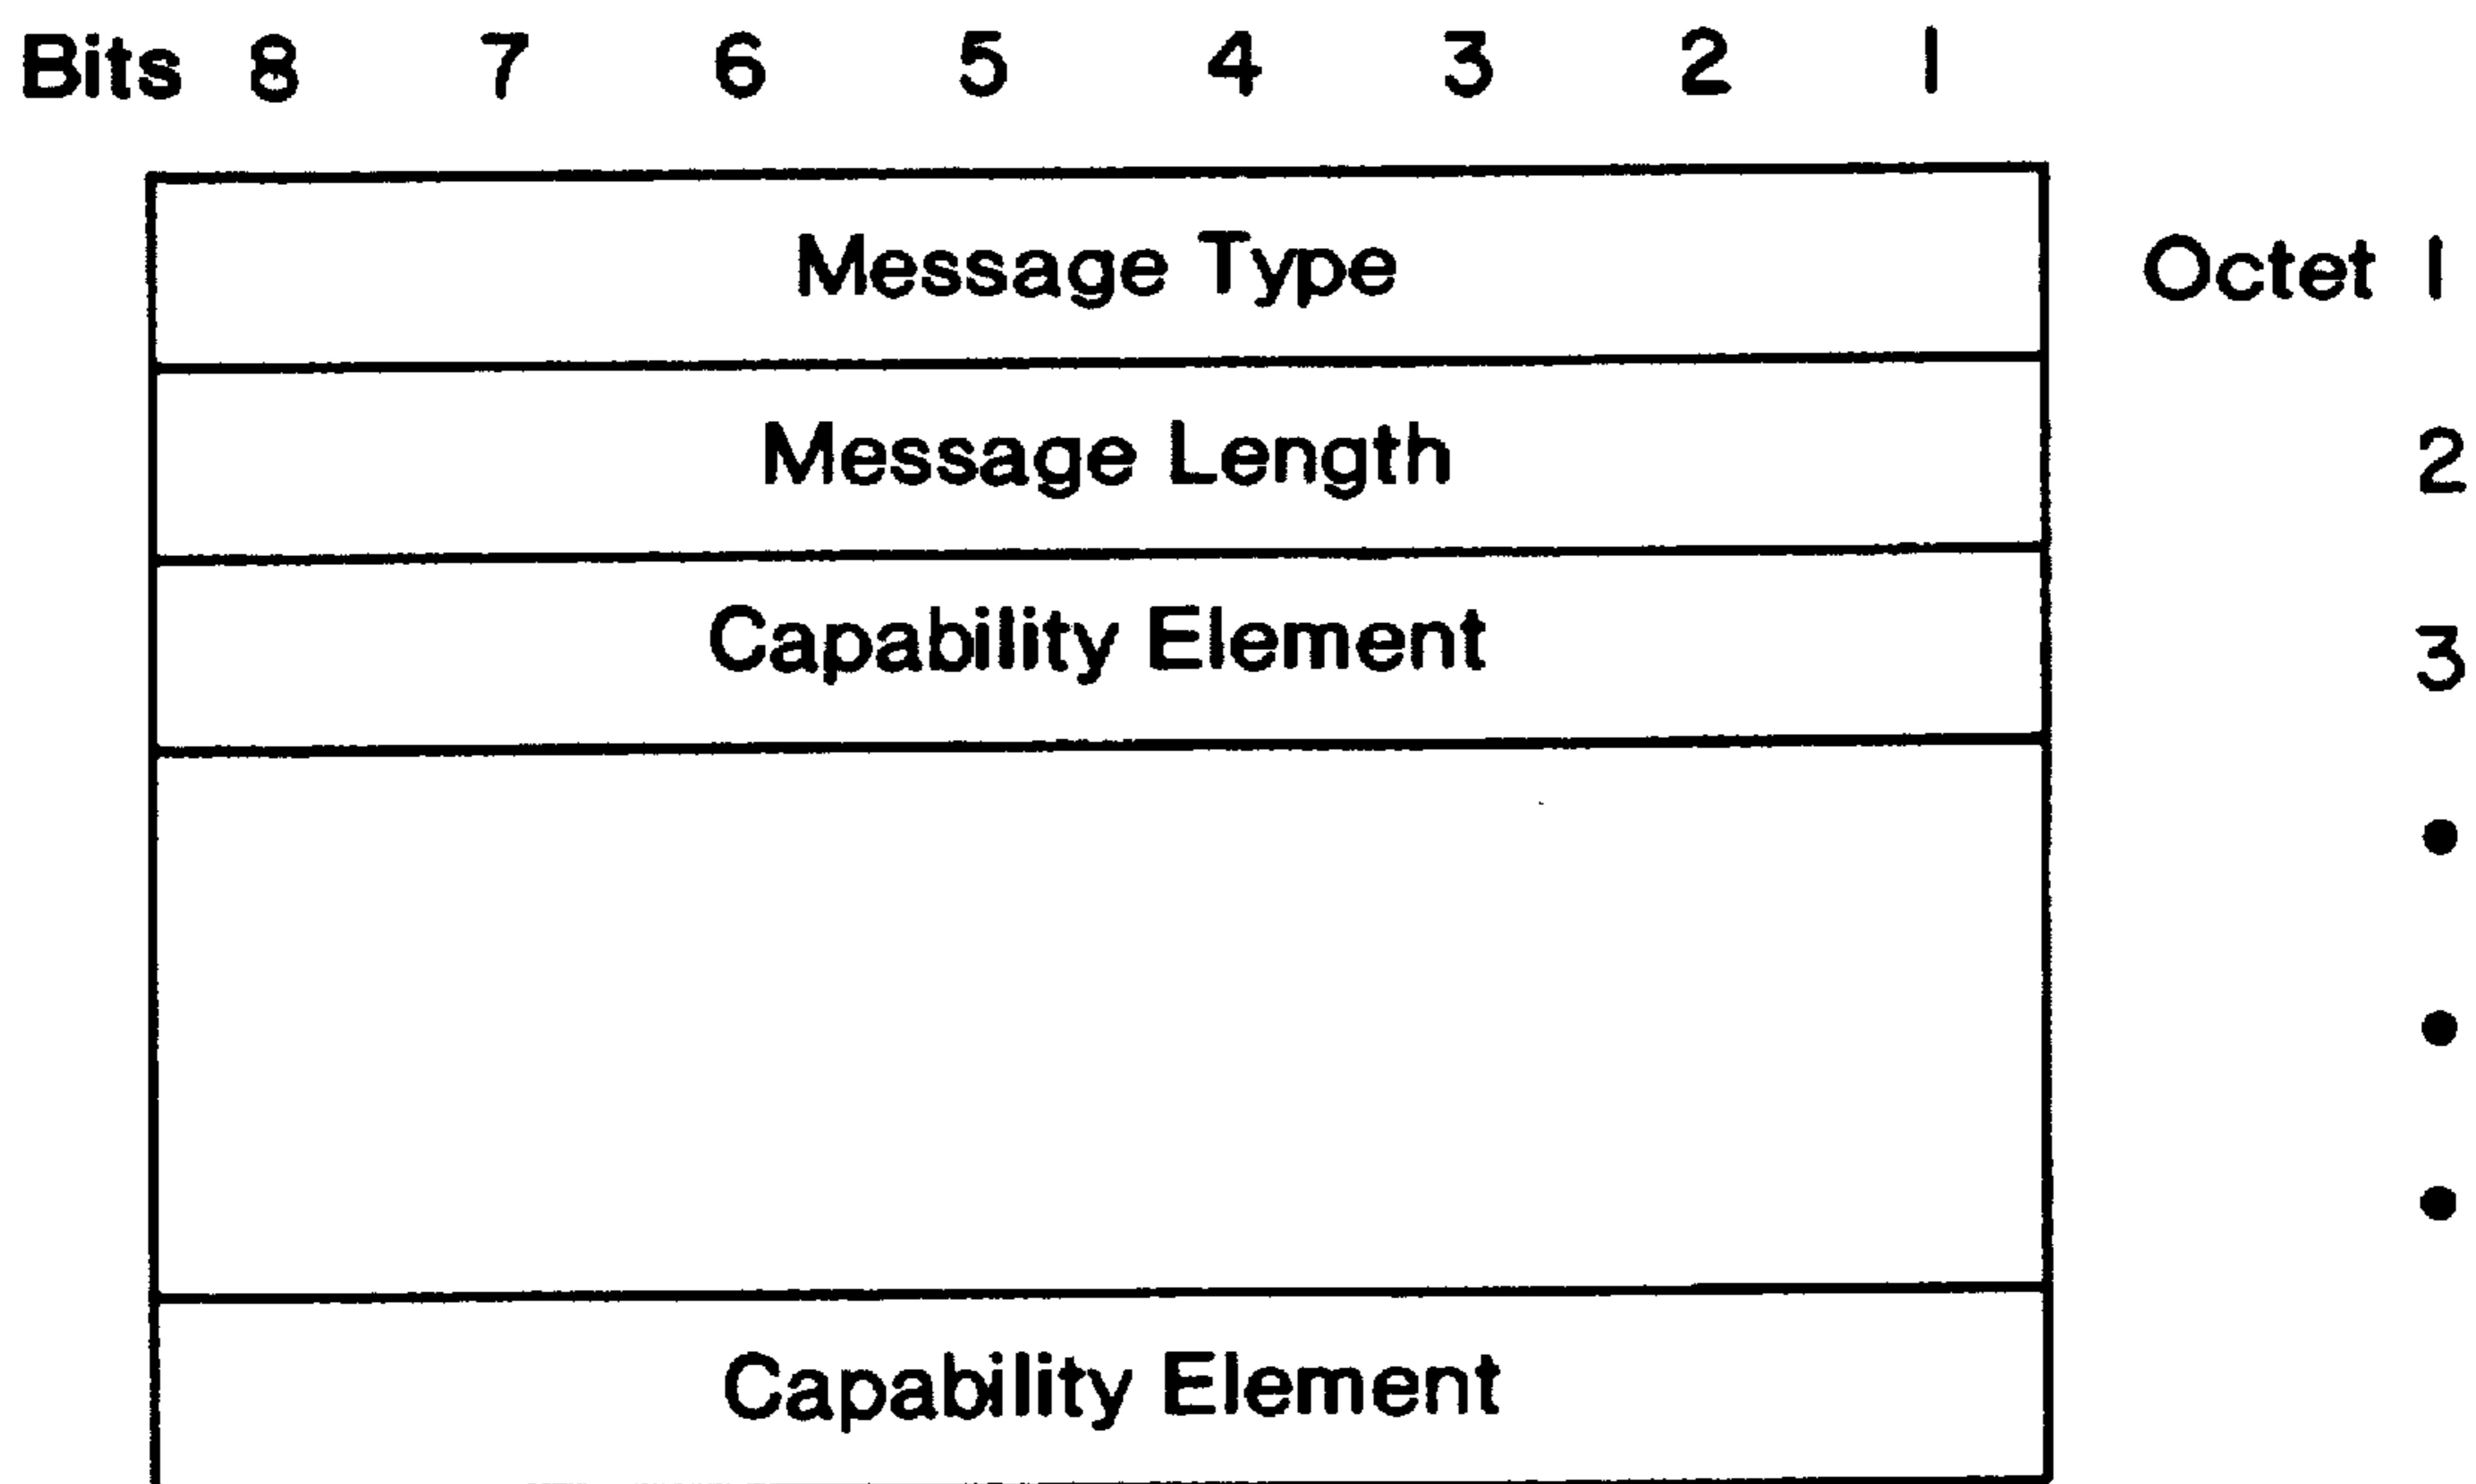 Bits 8 7 6 5 4 3 2 1
Message Type Octet 1
Message Length 2
Capability Element 3
•
•
•
Capability Element